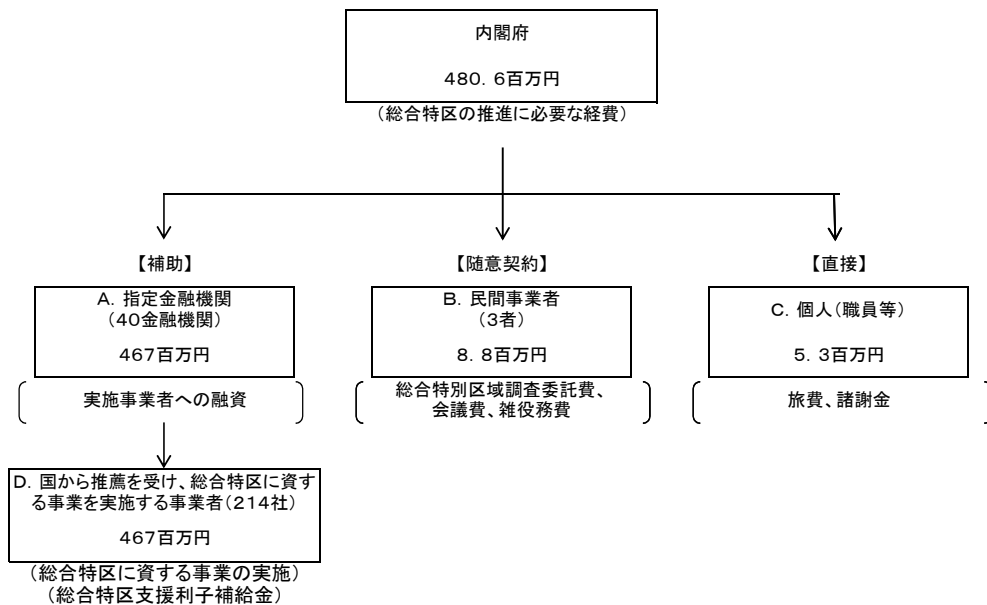 内閣府
480．6百万円
（総合特区の推進に必要な経費）
【補助】
A．指定金融機関
（40金融機関）
467百万円
実施事業者への融資
【随意契約】
B．民間事業者
（3者）
8．8百万円
総合特別区域調査委託費、
会議費、雑役務費
【直接】
C．個人（職員等）
5．3百万円
旅費、諸謝金
D．国から推薦を受け、総合特区に資す
る事業を実施する事業者（214社）
467百万円
（総合特区に資する事業の実施）
（総合特区支援利子補給金）